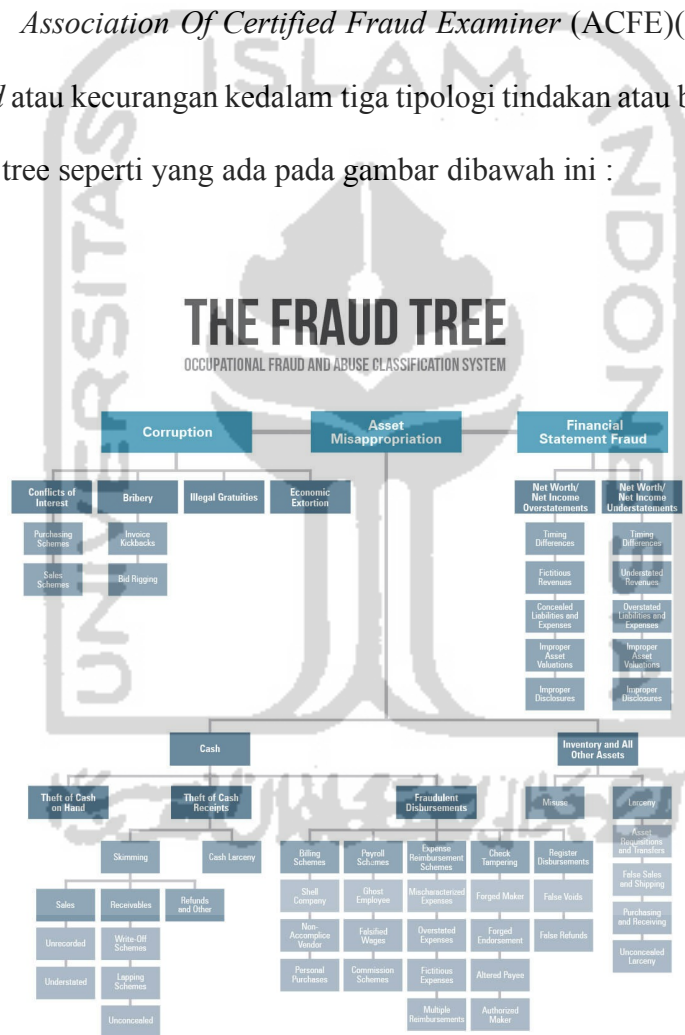 Association Of Certified Fraud Examiner (ACFE)(
d atau kecurangan kedalam tiga tipologi tindakan atau b
tree seperti yang ada pada gambar dibawah ini :
UNIVERSITAS
ISLAM
INDONESIA
THE FRAUD TREE
OCCUPATIONAL FRAUD AND ABUSE CLASSIFICATION SYSTEM
Corruption
Asset
Misappropriation
Financial
Statement Fraud
Conflicts of
Interest
Bribery
Illegal Gratuities
Economic
Extortion
Purchasing
Schemes
Sales
Schemes
Invoice
Kickbacks
Bid Rigging
Net Worth/
Net Income
Overstatements
Net Worth/
Net Income
Understatements
Timing
Differences
Fictitious
Revenues
Concealed
Liabilities and
Expenses
Improper
Asset
Valuations
Improper
Disclosures
Timing
Differences
Understated
Revenues
Overstated
Liabilities and
Expenses
Improper
Asset
Valuations
Improper
Disclosures
Cash
Inventory and All
Other Assets
Theft of Cash
on Hand
Theft of Cash
Receipts
Fraudulent
Disbursements
Misuse
Larceny
Skimming
Cash Larceny
Sales
Receivables
Refunds
and Other
Unrecorded
Understated
Write-Off
Schemes
Lapping
Schemes
Unconcealed
Billing
Schemes
Shell
Company
Non-
Accomplice
Vendor
Personal
Purchases
Payroll
Schemes
Ghost
Employee
Falsified
Wages
Commission
Schemes
Expense
Reimbursement
Schemes
Mischaracterized
Expenses
Overstated
Expenses
Fictitious
Expenses
Multiple
Reimbursements
Check
Tampering
Forged Maker
Forged
Endorsement
Altered Payee
Authorized
Maker
Register
Disbursements
False Voids
False Refunds
Asset
Requisitions
and Transfers
False Sales
and Shipping
Purchasing
and Receiving
Unconcealed
Larceny